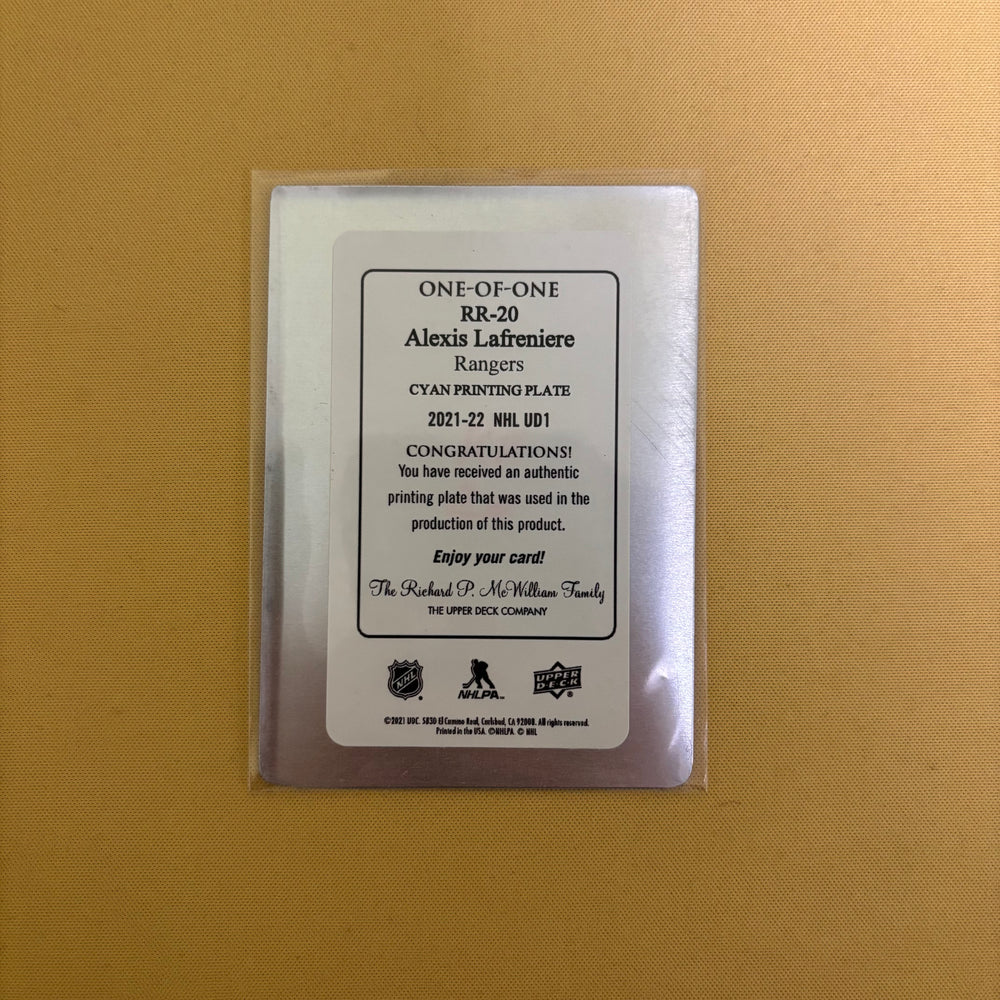 ONE-OF-ONE
RR-20
Alexis Lafreniere
Rangers
CYAN PRINTING PLATE
2021-22 NHL UD1
CONGRATULATIONS!
You have received an authentic
printing plate that was used in the
production of this product.
Enjoy your card!
The Richard P. McWilliam Family
THE UPPER DECK COMPANY
NHL
NHLPA™
UPPER
D·E·C·K ®
©2021 UDC. 5830 El Camino Real, Carlsbad, CA 92008. All rights reserved.
Printed in the USA. ©NHLPA. © NHL